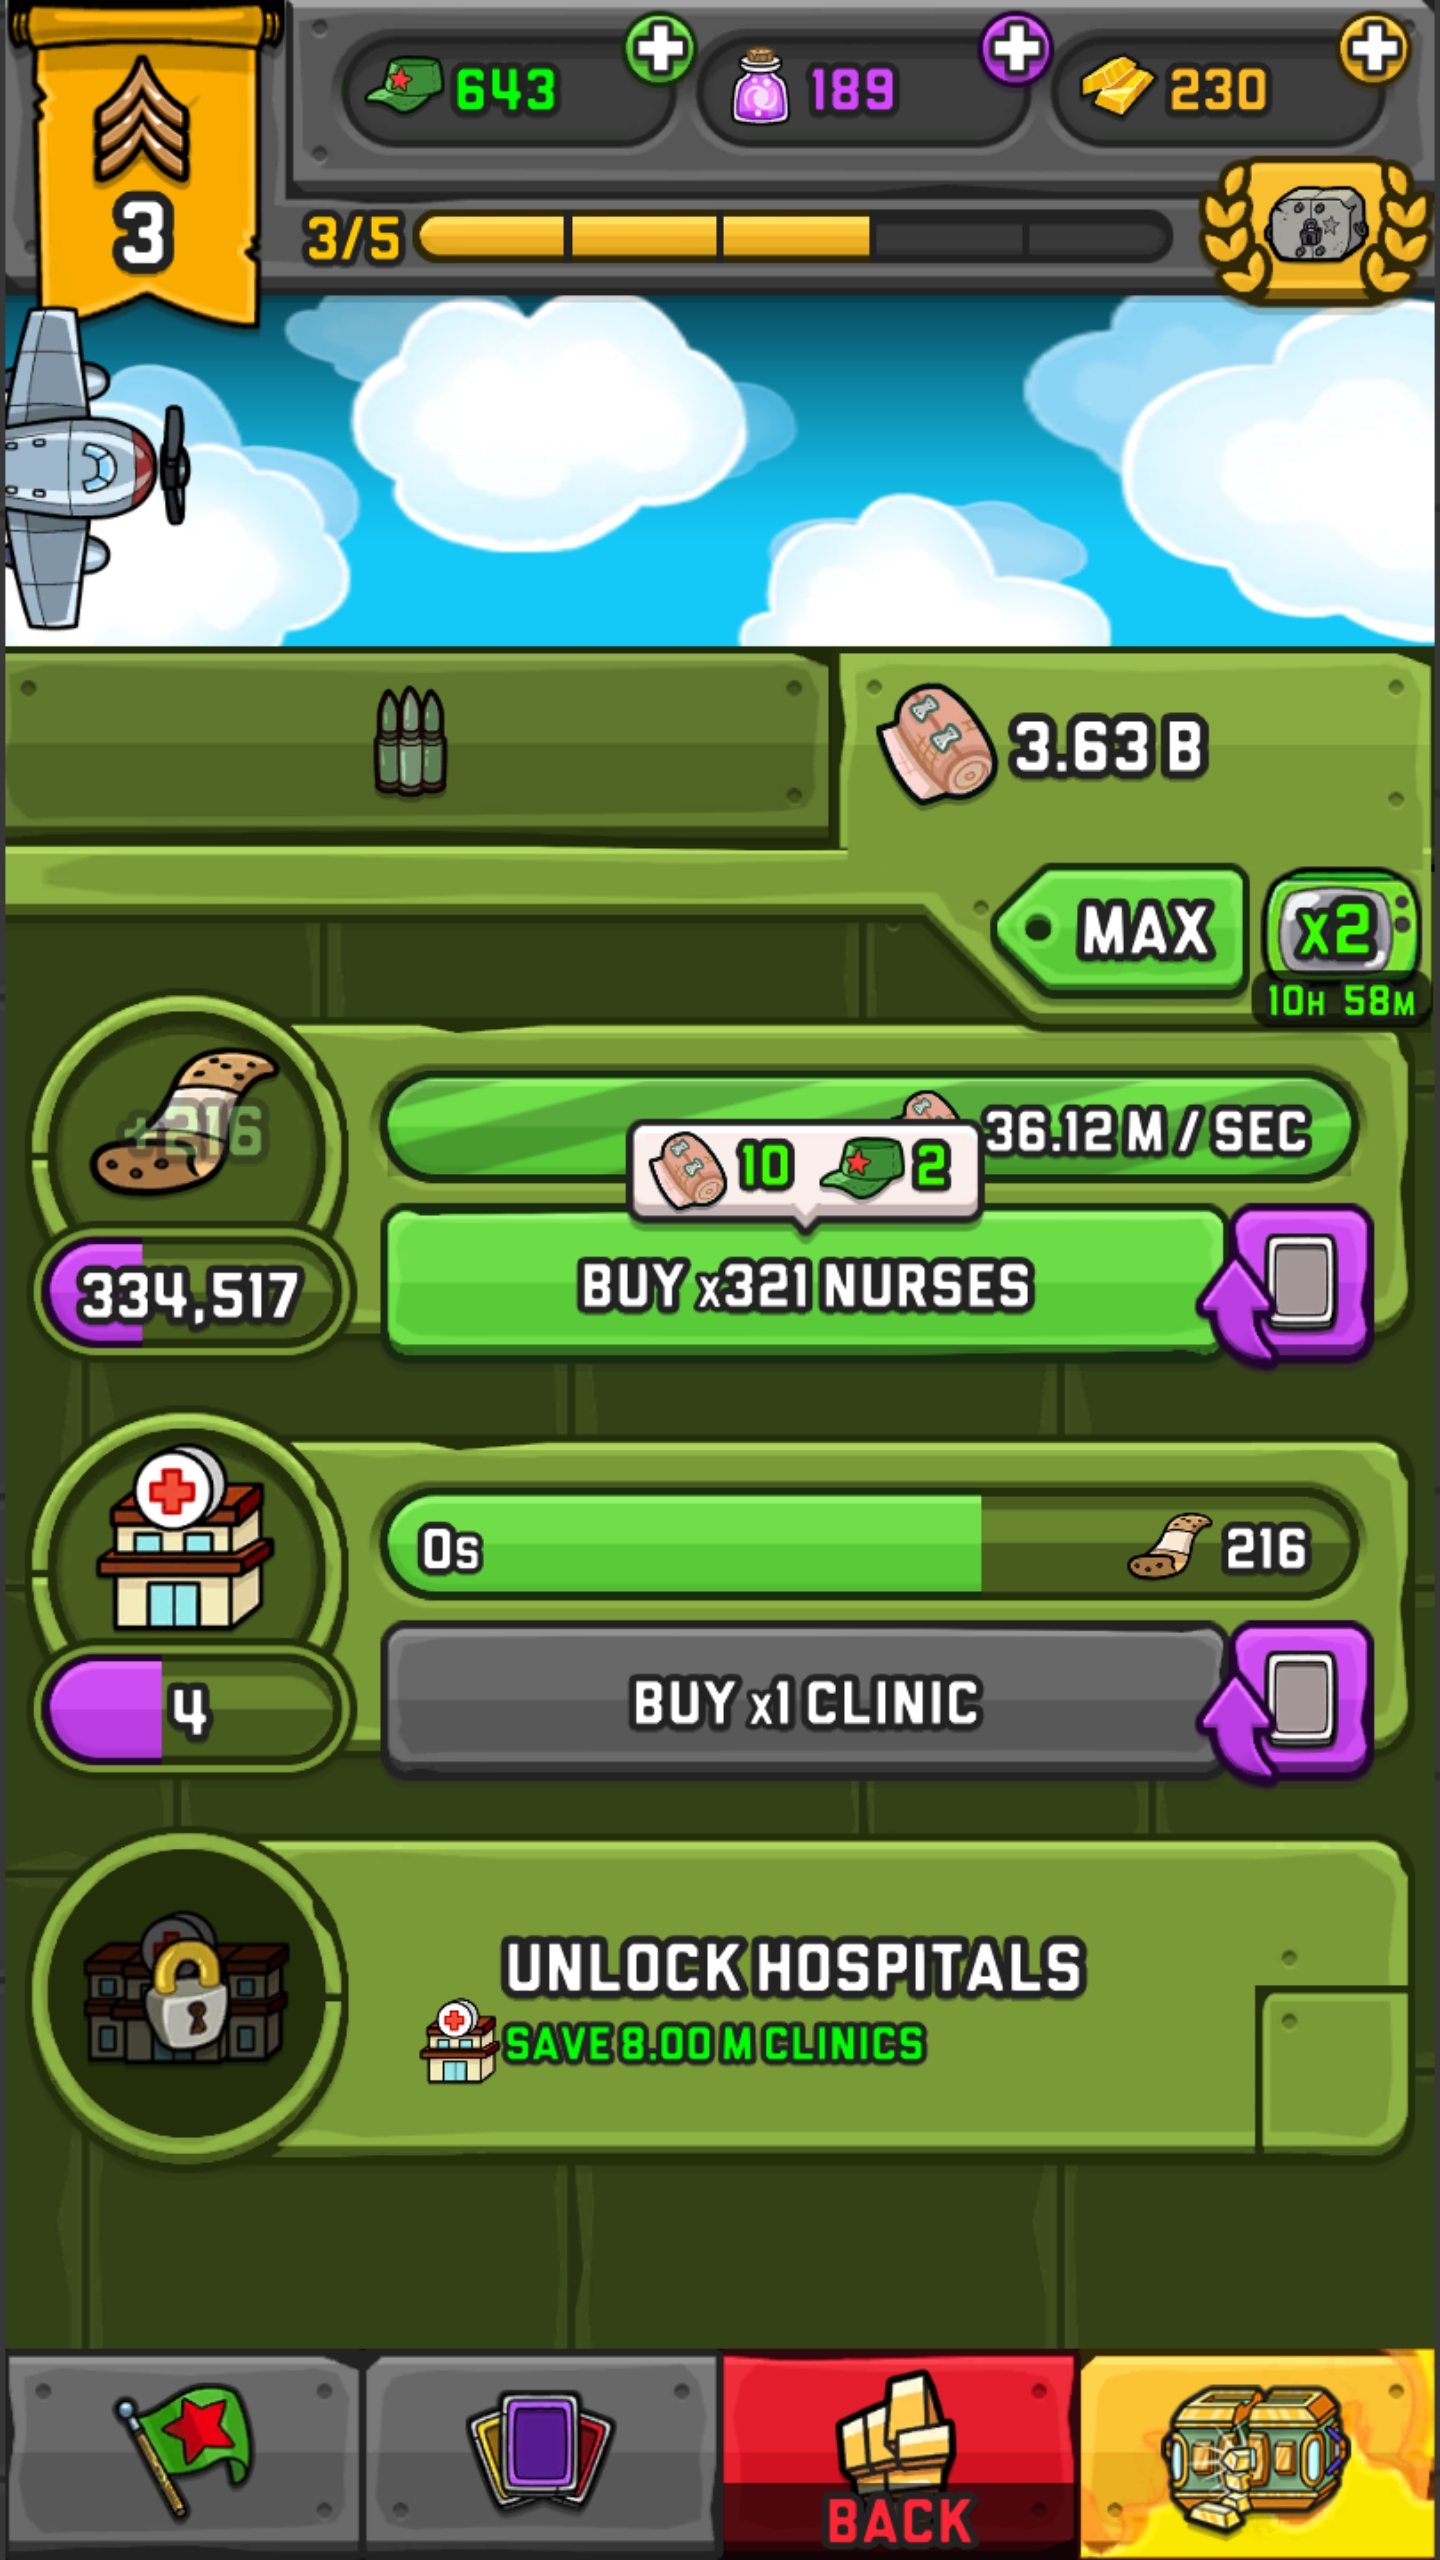 643
189
230
3
3/5
3.63 B
MAX
x2
10H 58M
+216
36.12 M / SEC
10
2
334,517
BUY x321 NURSES
0s
216
4
BUY x1 CLINIC
UNLOCK HOSPITALS
SAVE 8.00 M CLINICS
BACK